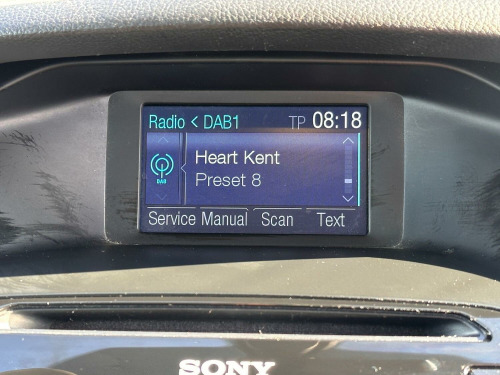 Radio < DAB1 TP 08:18
DAB
Heart Kent
Preset 8
Service Manual Scan Text
SONY